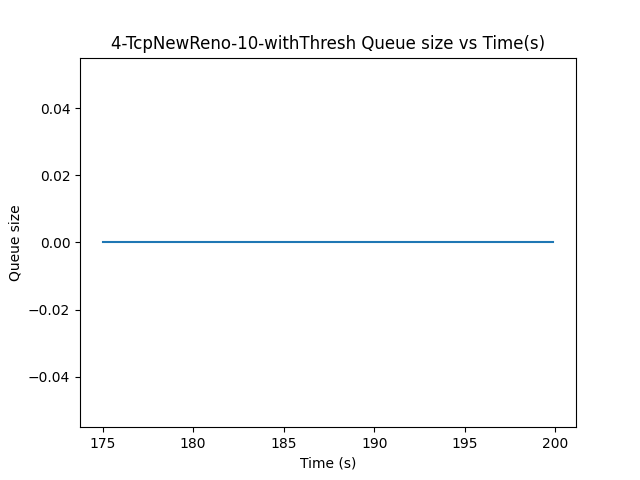 4-TcpNewReno-10-withThresh Queue size vs Time(s)
0.04
0.02
0.00
−0.02
−0.04
Queue size
175 180 185 190 195 200
Time (s)